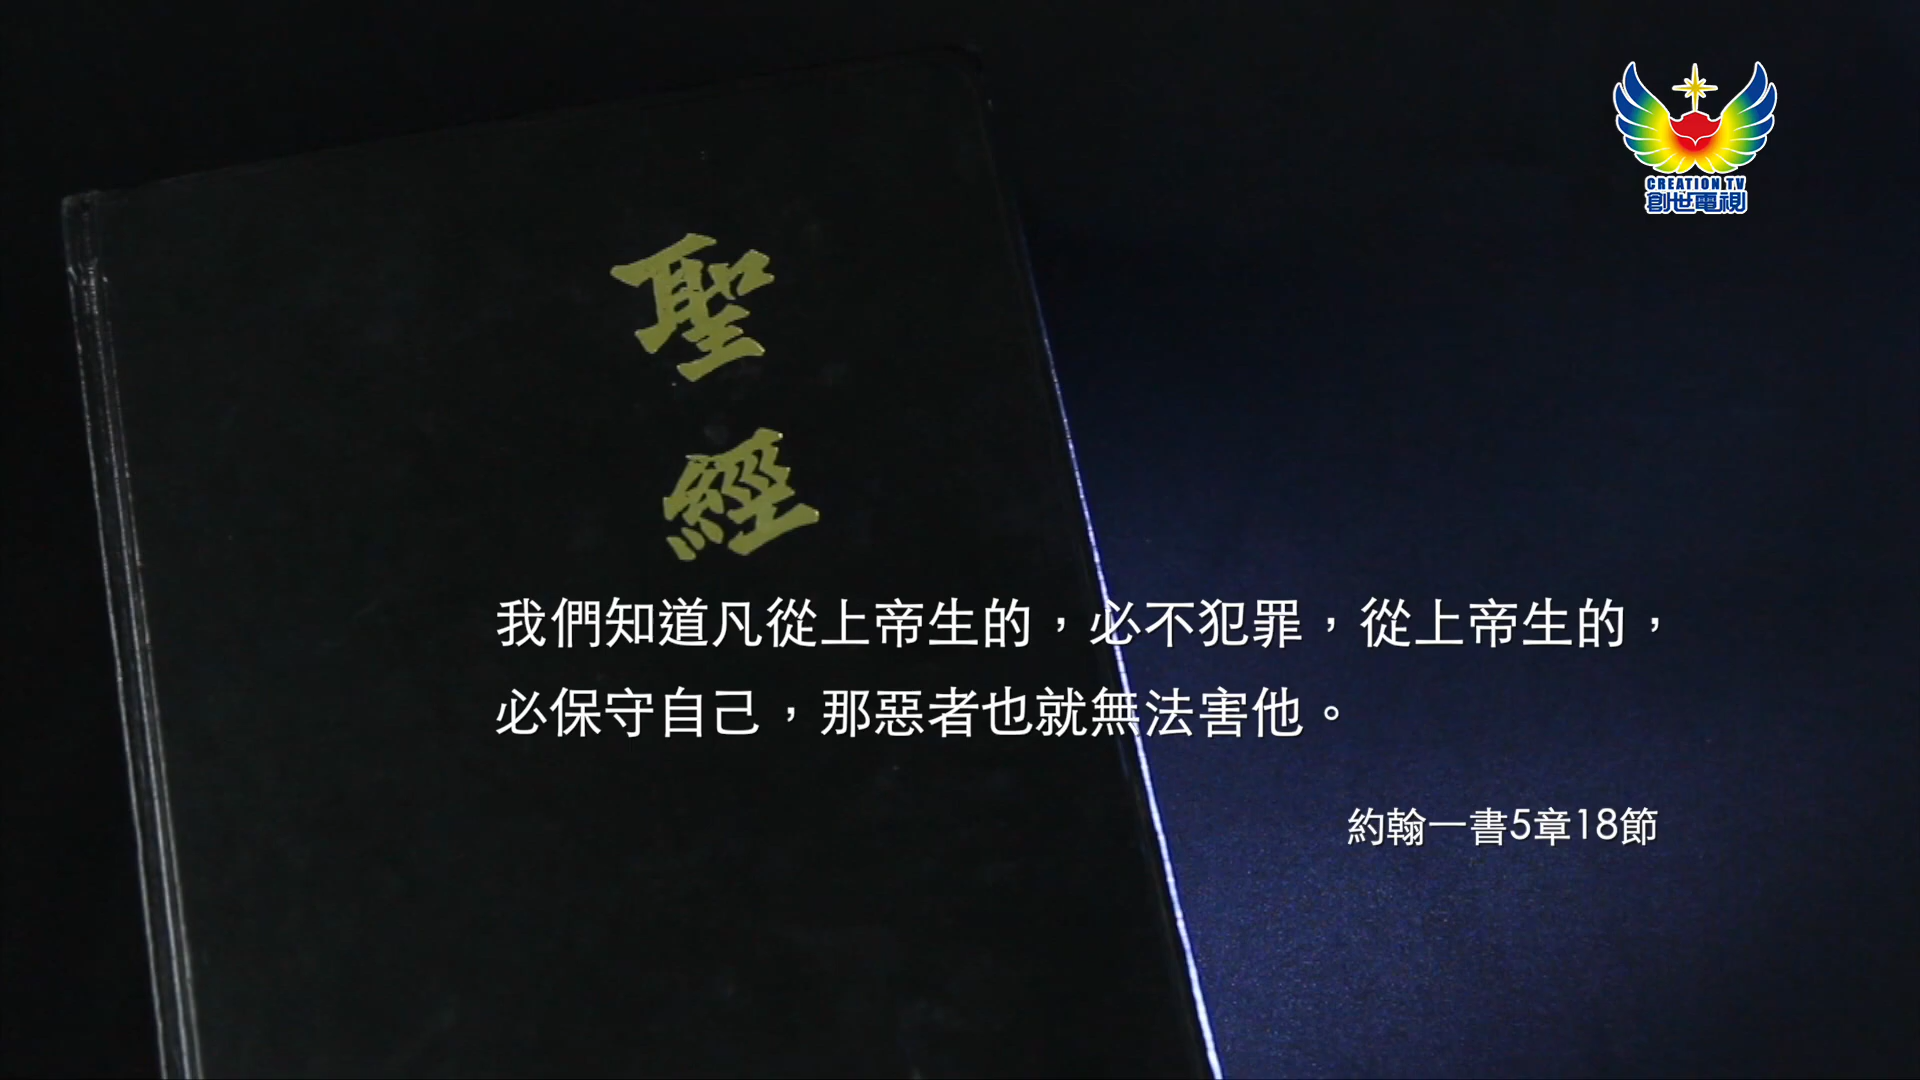 CREATION TV
創世電視
聖
經
我們知道凡從上帝生的，必不犯罪，從上帝生的，
必保守自己，那惡者也就無法害他。
約翰一書5章18節